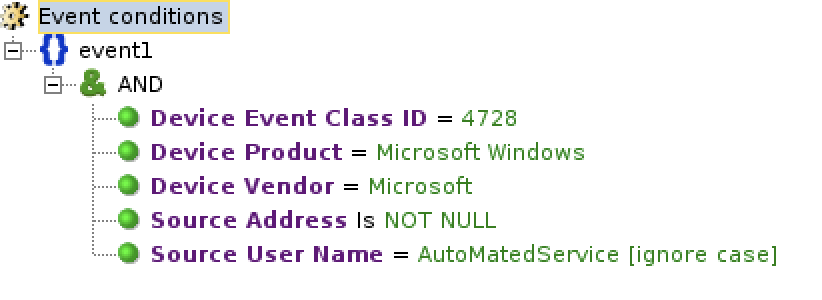 Event conditions
event1
& AND
Device Event Class ID = 4728
Device Product = Microsoft Windows
Device Vendor = Microsoft
Source Address Is NOT NULL
Source User Name = AutoMatedService [ignore case]